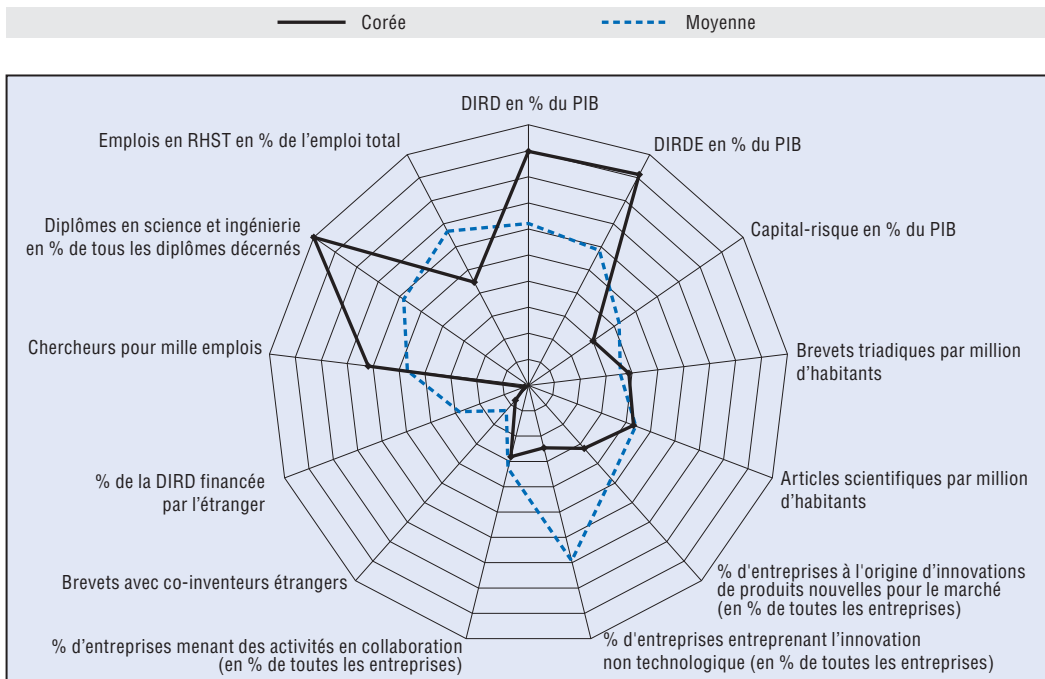 Corée
Moyenne
DIRD en % du PIB
Emplois en RHST en % de l’emploi total
DIRDE en % du PIB
Diplômes en science et ingénierie
en % de tous les diplômes décernés
Capital-risque en % du PIB
Chercheurs pour mille emplois
Brevets triadiques par million
d’habitants
% de la DIRD financée
par l’étranger
Articles scientifiques par million
d’habitants
Brevets avec co-inventeurs étrangers
% d'entreprises à l'origine d’innovations
de produits nouvelles pour le marché
(en % de toutes les entreprises)
% d’entreprises menant des activités en collaboration
(en % de toutes les entreprises)
% d'entreprises entreprenant l’innovation
non technologique (en % de toutes les entreprises)